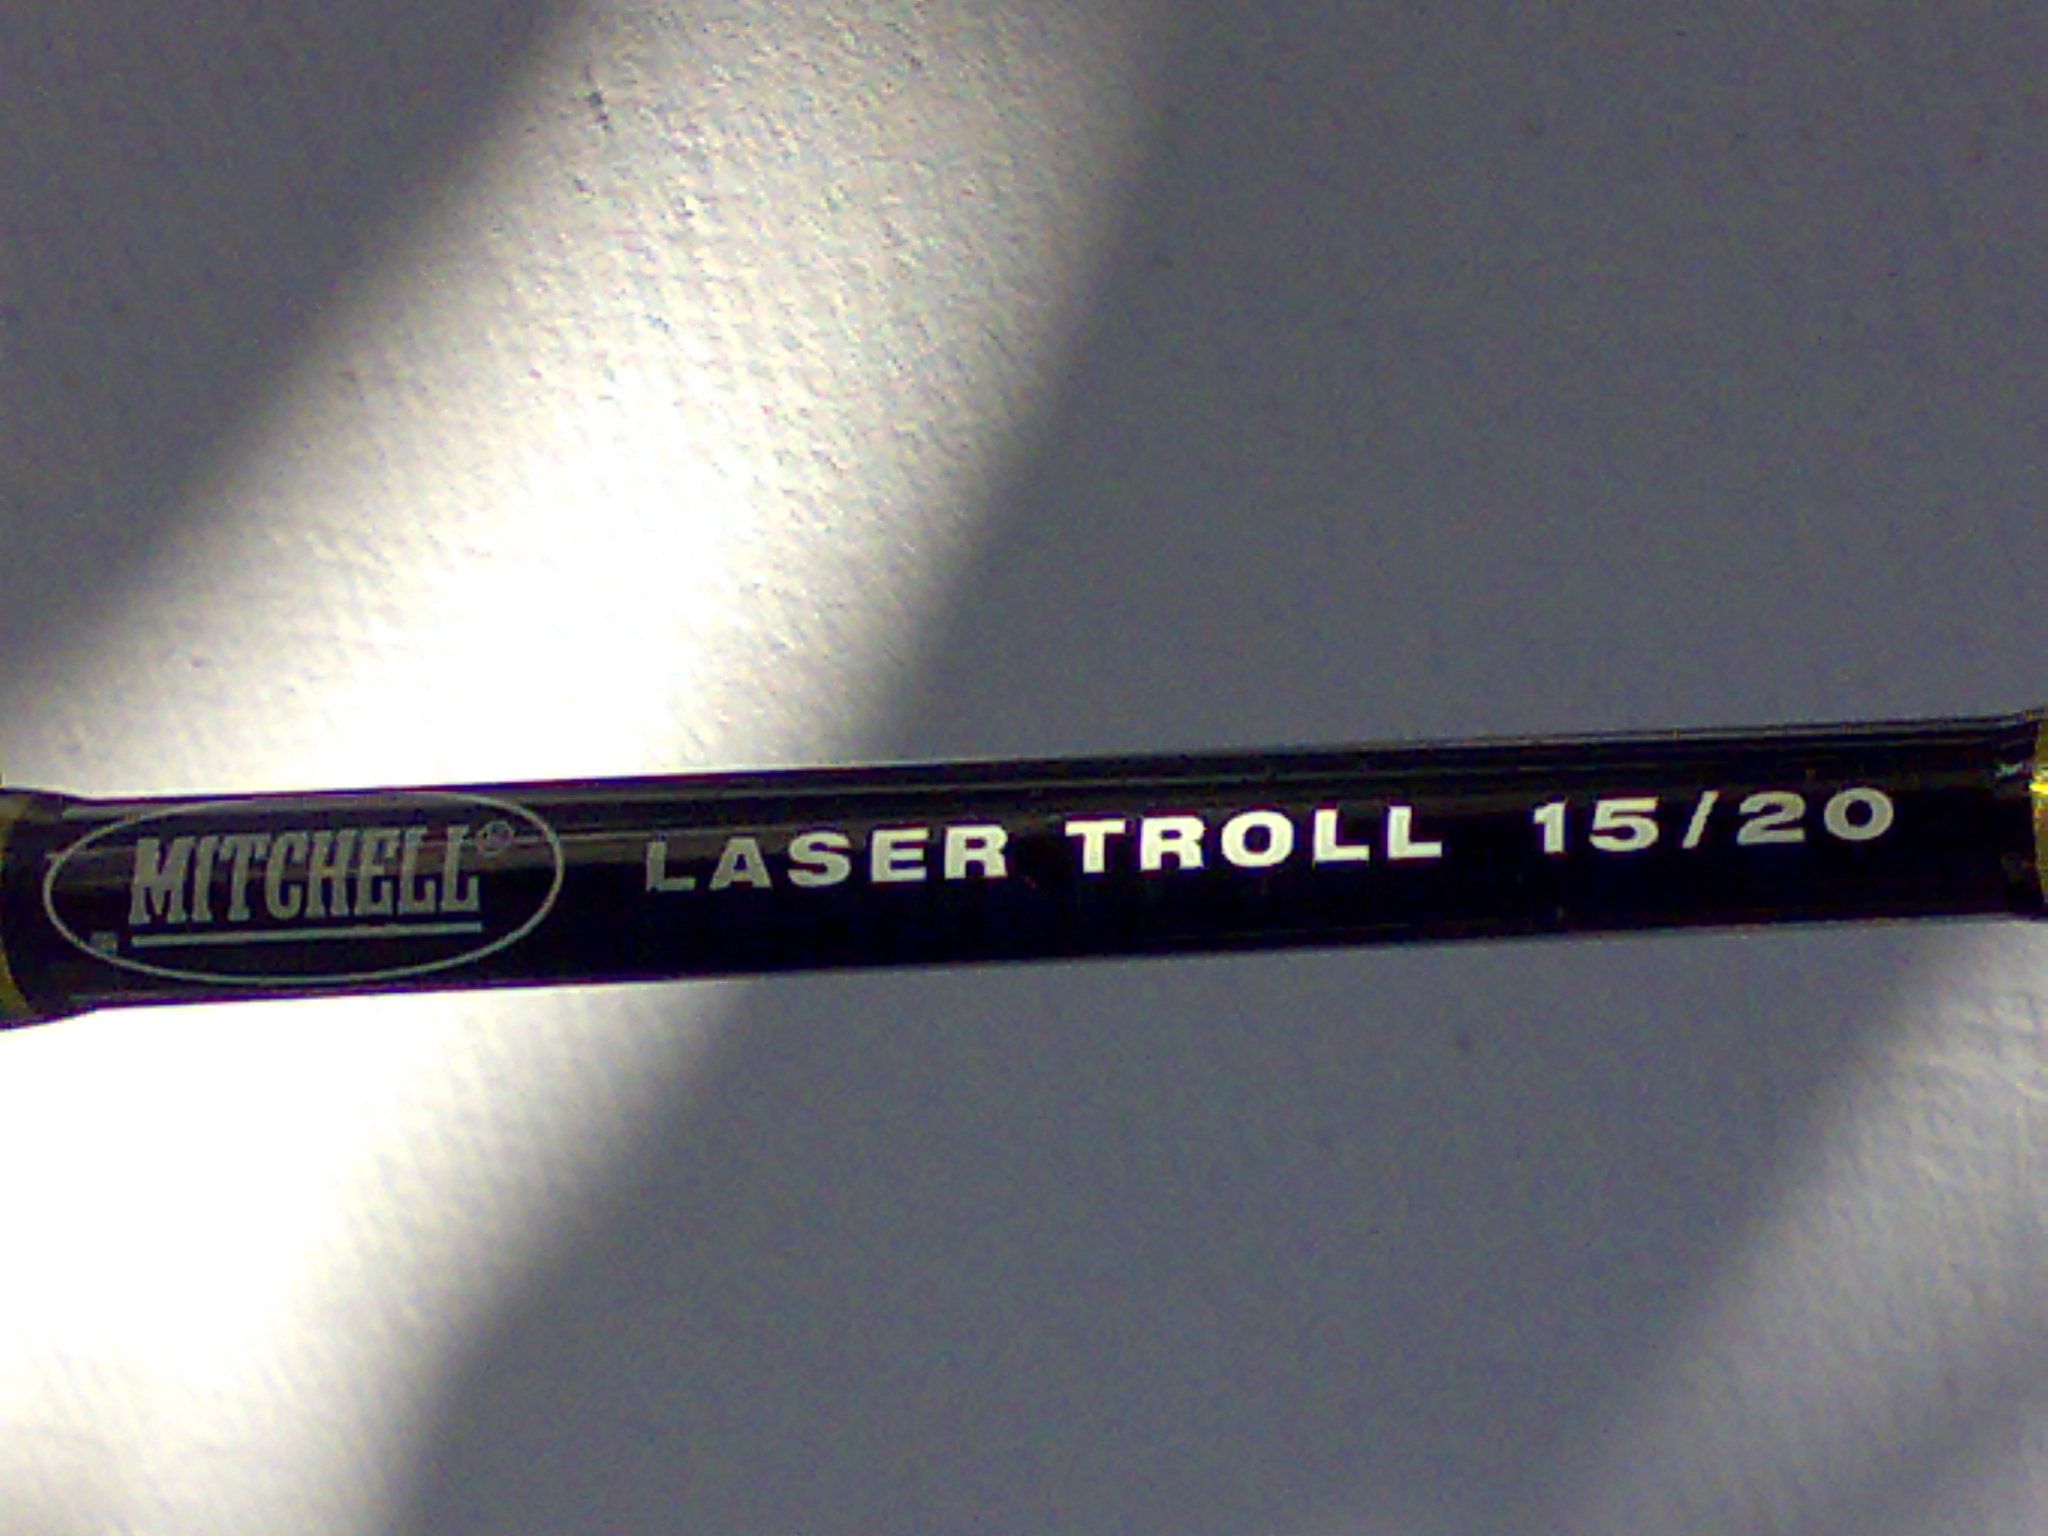 MITCHELL® LASER TROLL 15/20